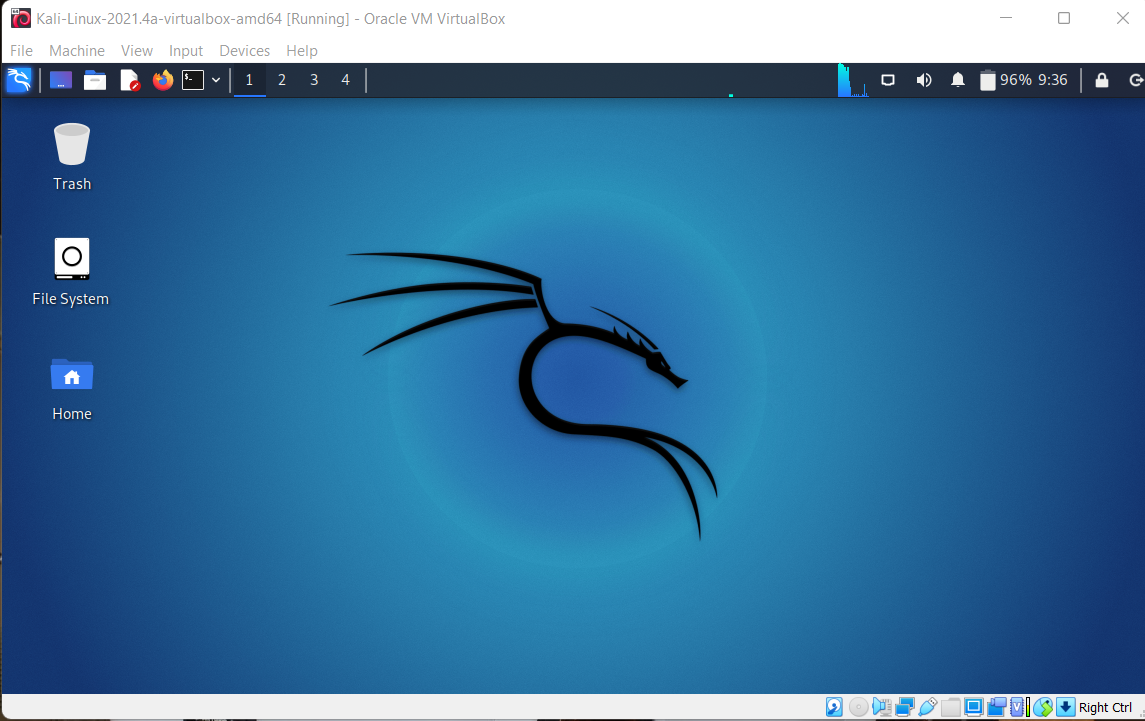 Kali-Linux-2021.4a-virtualbox-amd64 [Running] - Oracle VM VirtualBox
File Machine View Input Devices Help
1 2 3 4 96% 9:36
Trash
File System
Home
Right Ctrl